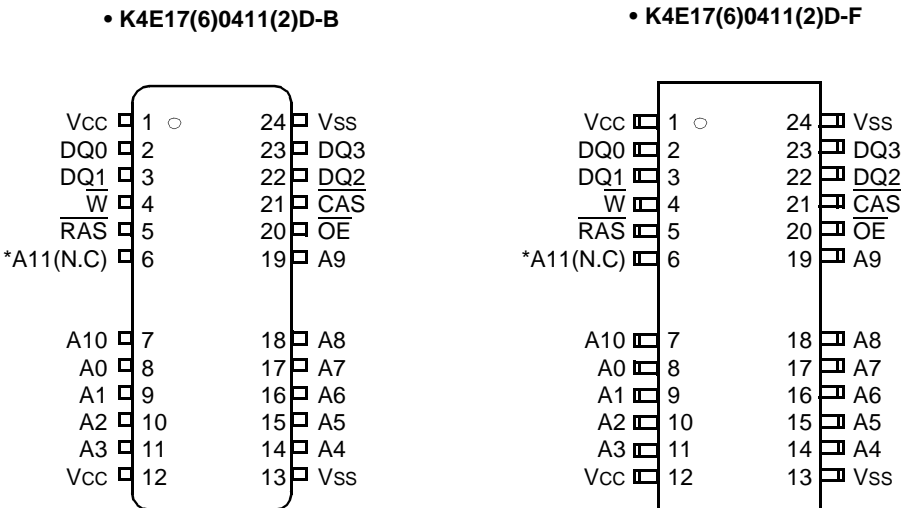 • K4E17(6)0411(2)D-B
VCC 1 24 VSS
DQ0 2 23 DQ3
DQ1 3 22 DQ2
W 4 21 CAS
RAS 5 20 OE
*A11(N.C) 6 19 A9
A10 7 18 A8
A0 8 17 A7
A1 9 16 A6
A2 10 15 A5
A3 11 14 A4
VCC 12 13 VSS
• K4E17(6)0411(2)D-F
VCC 1 24 VSS
DQ0 2 23 DQ3
DQ1 3 22 DQ2
W 4 21 CAS
RAS 5 20 OE
*A11(N.C) 6 19 A9
A10 7 18 A8
A0 8 17 A7
A1 9 16 A6
A2 10 15 A5
A3 11 14 A4
VCC 12 13 VSS